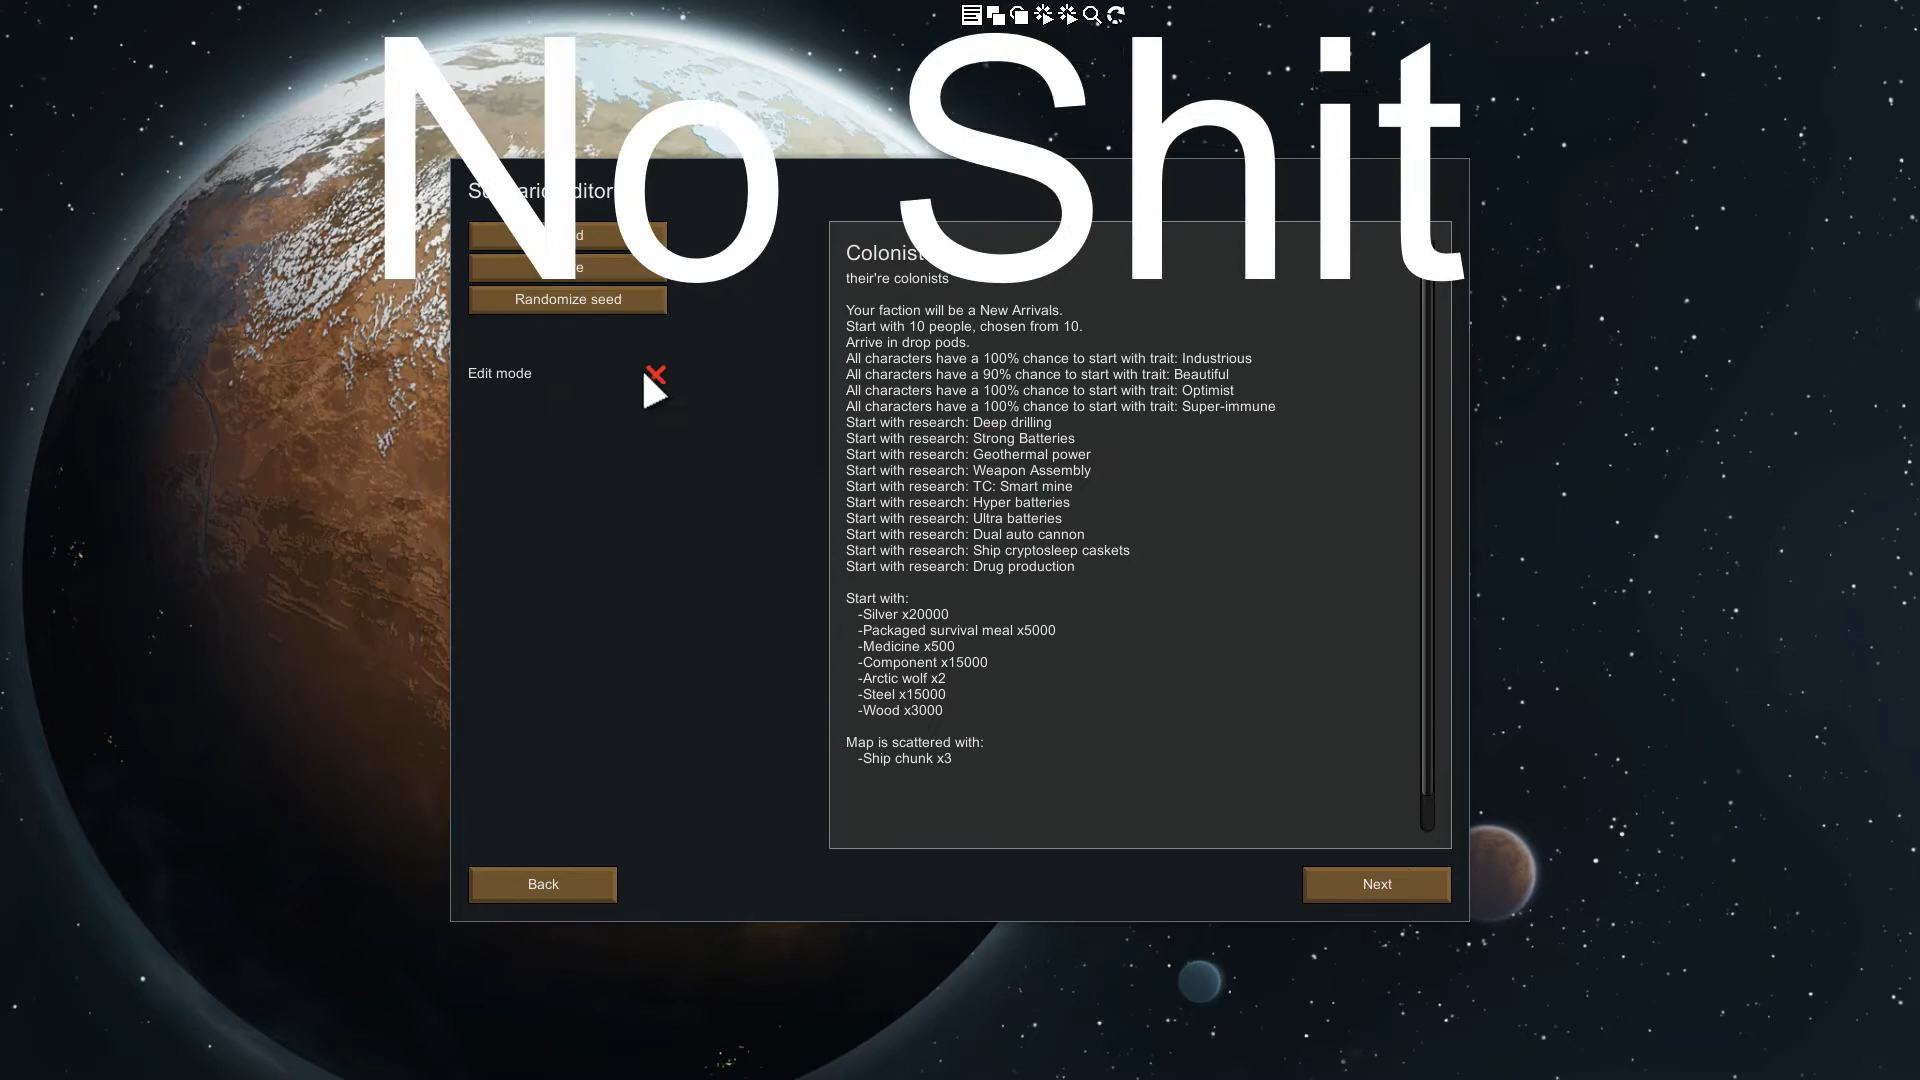 No Shit
Randomize seed
Edit mode
their're colonists
Your faction will be a New Arrivals.
Start with 10 people, chosen from 10.
Arrive in drop pods.
All characters have a 100% chance to start with trait: Industrious
All characters have a 90% chance to start with trait: Beautiful
All characters have a 100% chance to start with trait: Optimist
All characters have a 100% chance to start with trait: Super-immune
Start with research: Deep drilling
Start with research: Strong Batteries
Start with research: Geothermal power
Start with research: Weapon Assembly
Start with research: TC: Smart mine
Start with research: Hyper batteries
Start with research: Ultra batteries
Start with research: Dual auto cannon
Start with research: Ship cryptosleep caskets
Start with research: Drug production
Start with:
-Silver x20000
-Packaged survival meal x5000
-Medicine x500
-Component x15000
-Arctic wolf x2
-Steel x15000
-Wood x3000
Map is scattered with:
-Ship chunk x3
Back
Next